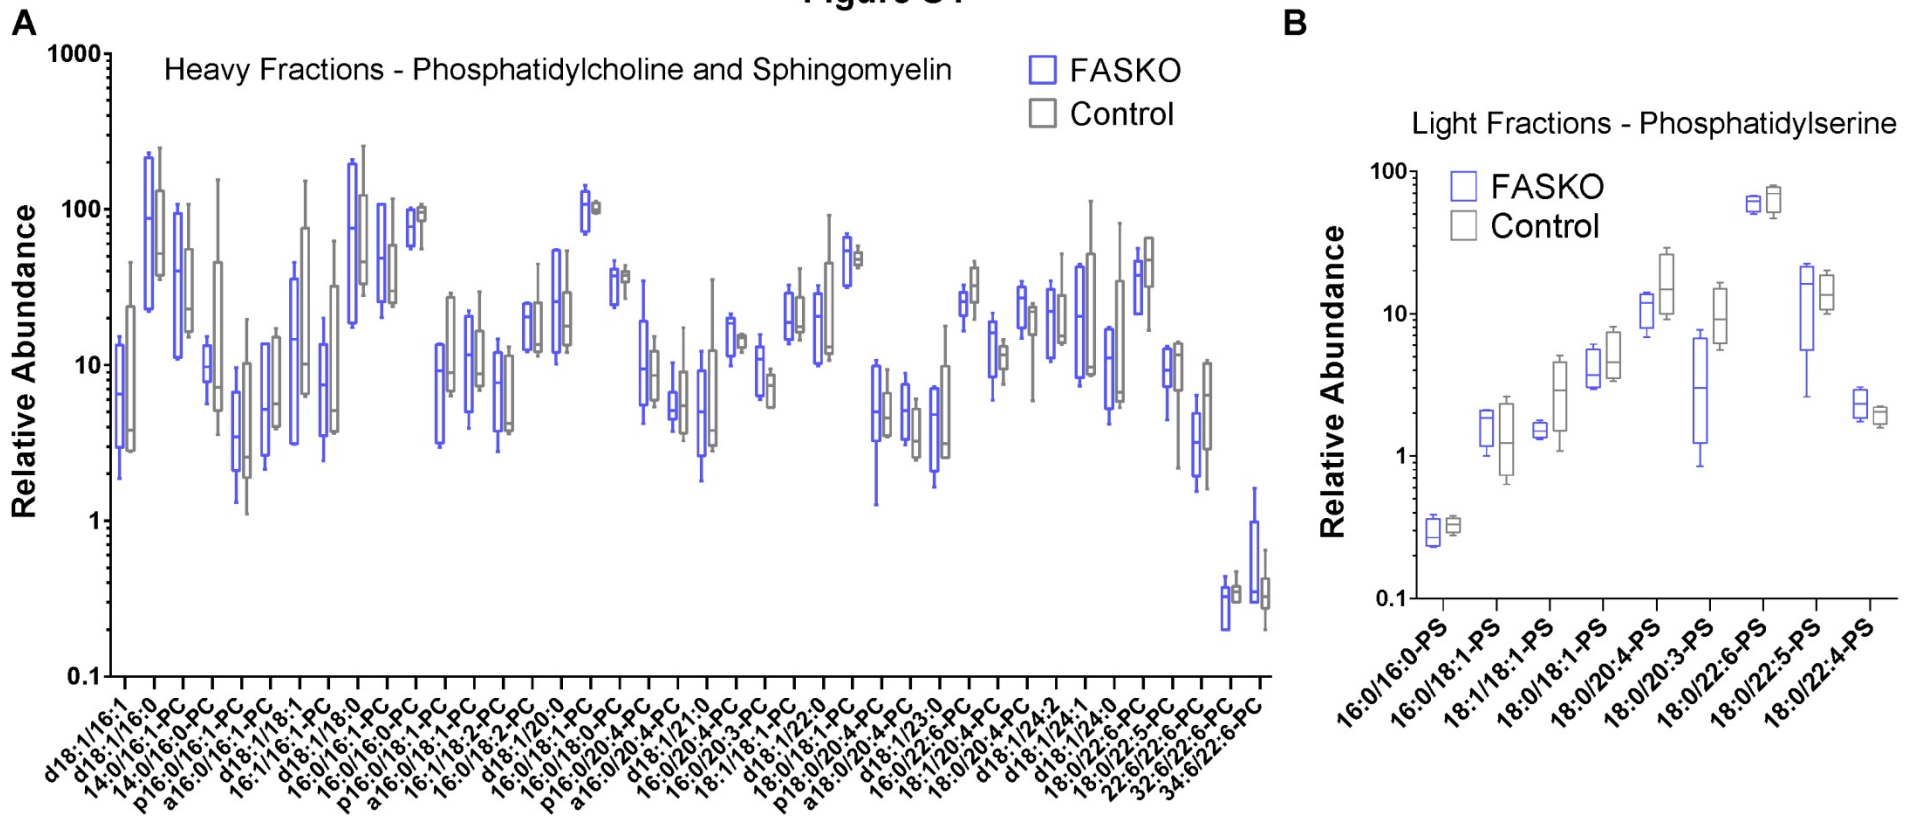 A
B
Heavy Fractions - Phosphatidylcholine and Sphingomyelin
FASKO
Control
Relative Abundance
1000
100
10
1
0.1
d18:1/16:1
d18:1/16:0
14:0/16:1-PC
14:0/16:0-PC
p16:0/16:1-PC
a16:0/16:1-PC
d18:1/18:1
16:1/16:1-PC
d18:1/18:0
16:0/16:1-PC
16:0/16:0-PC
p16:0/18:1-PC
a16:0/18:1-PC
16:1/18:2-PC
16:0/18:2-PC
d18:1/20:0
16:0/18:1-PC
16:0/18:0-PC
p16:0/20:4-PC
a16:0/20:4-PC
d18:1/21:0
16:0/20:4-PC
16:0/20:3-PC
18:1/18:1-PC
d18:1/22:0
18:0/18:1-PC
p18:0/20:4-PC
a18:0/20:4-PC
d18:1/23:0
16:0/22:6-PC
18:1/20:4-PC
18:0/20:4-PC
d18:1/24:2
d18:1/24:1
d18:1/24:0
18:0/22:6-PC
18:0/22:5-PC
22:6/22:6-PC
32:6/22:6-PC
34:6/22:6-PC
Light Fractions - Phosphatidylserine
FASKO
Control
Relative Abundance
100
10
1
0.1
16:0/16:0-PS
16:0/18:1-PS
18:1/18:1-PS
18:0/18:1-PS
18:0/20:4-PS
18:0/20:3-PS
18:0/22:6-PS
18:0/22:5-PS
18:0/22:4-PS